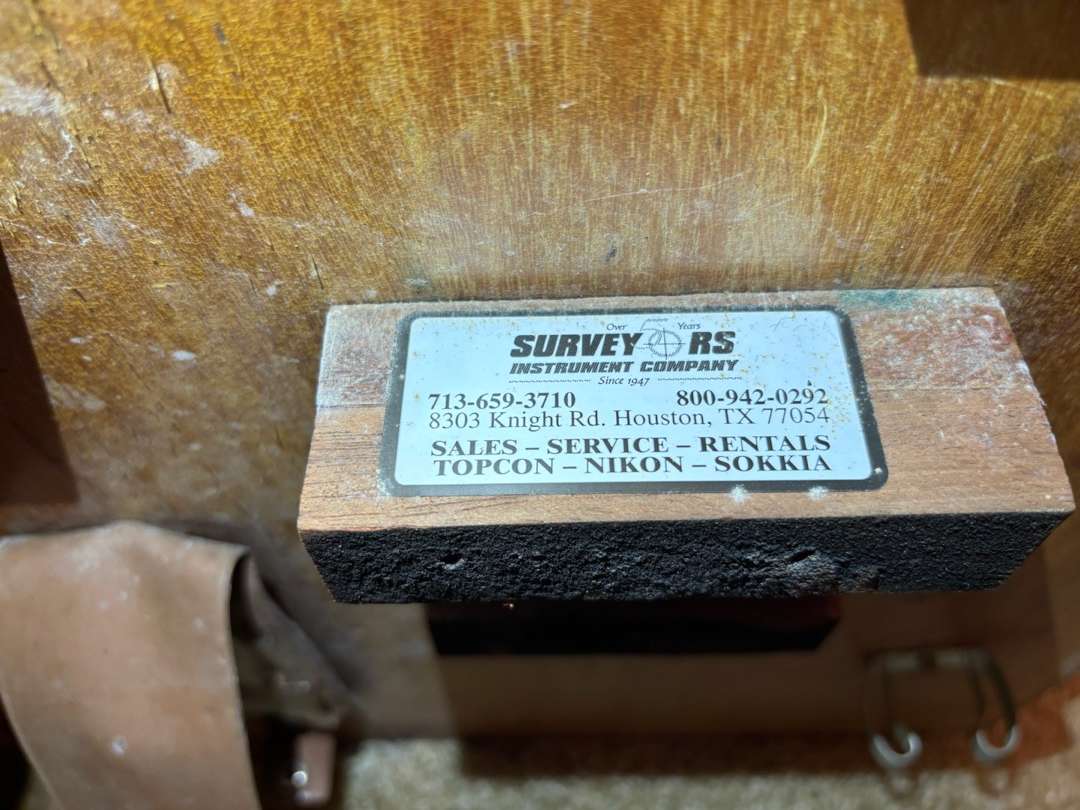 Over 50 Years
SURVEYORS
INSTRUMENT COMPANY
Since 1947
713-659-3710 800-942-0292
8303 Knight Rd. Houston, TX 77054
SALES – SERVICE – RENTALS
TOPCON – NIKON – SOKKIA